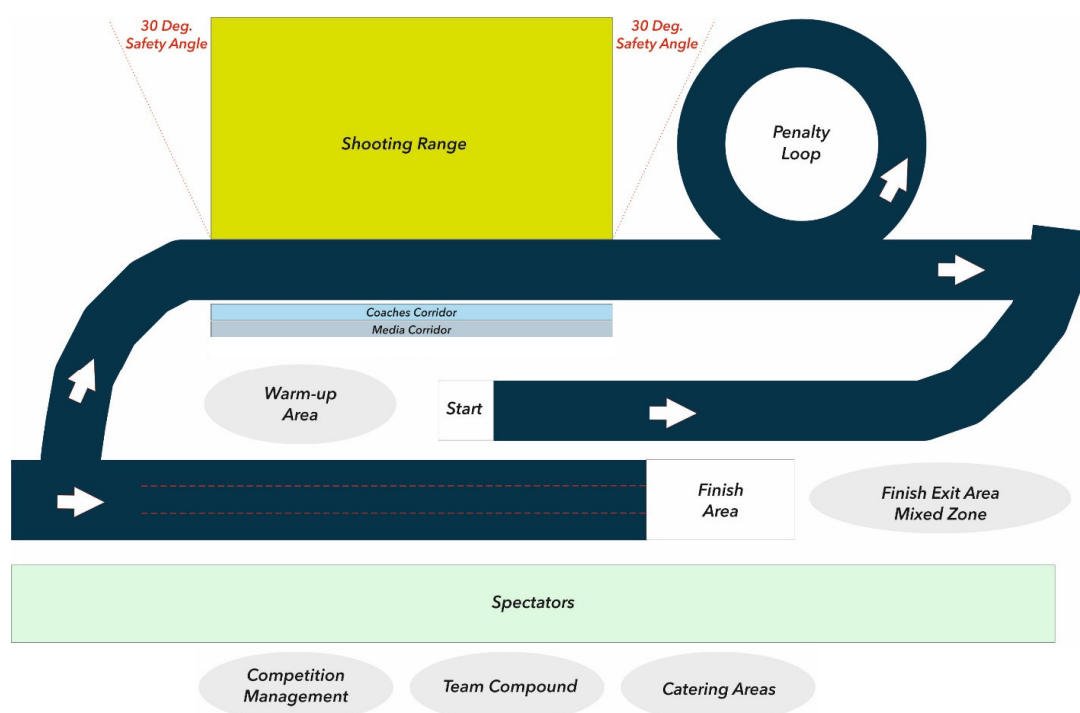 30 Deg.
Safety Angle
30 Deg.
Safety Angle
Shooting Range
Penalty
Loop
Coaches Corridor
Media Corridor
Warm-up
Area
Start
Finish
Area
Finish Exit Area
Mixed Zone
Spectators
Competition
Management
Team Compound
Catering Areas